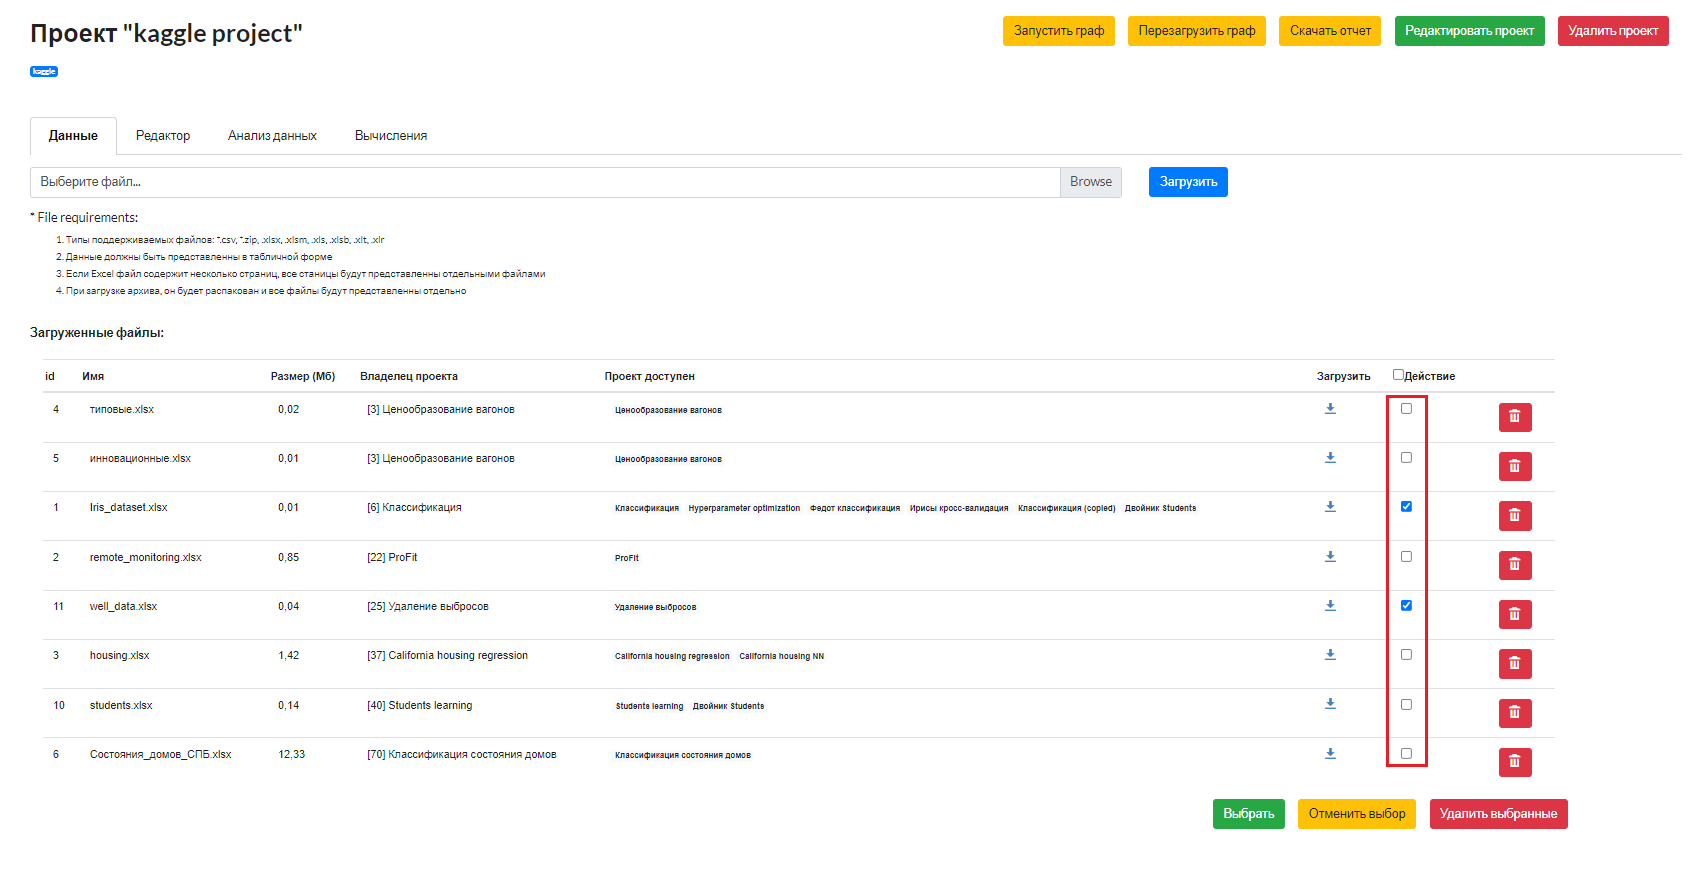 Проект "kaggle project"
Запустить граф Перезагрузить граф Скачать отчет Редактировать проект Удалить проект
kaggle
Данные Редактор Анализ данных Вычисления
Выберите файл... Browse Загрузить
* File requirements:
1. Типы поддерживаемых файлов: *.csv, *.zip, .xlsx, .xlsm, .xls, .xlsb, .xlt, .xlr
2. Данные должны быть представленны в табличной форме
3. Если Excel файл содержит несколько страниц, все станицы будут представленны отдельными файлами
4. При загрузке архива, он будет распакован и все файлы будут представленны отдельно
Загруженные файлы:
id Имя Размер (Мб) Владелец проекта Проект доступен Загрузить Действие
4 типовые.xlsx 0,02 [3] Ценообразование вагонов Ценообразование вагонов
5 инновационные.xlsx 0,01 [3] Ценообразование вагонов Ценообразование вагонов
1 Iris_dataset.xlsx 0,01 [6] Классификация Классификация Hyperparameter optimization Федот классификация Ирисы кросс-валидация Классификация (copied) Двойник Students
2 remote_monitoring.xlsx 0,85 [22] ProFit ProFit
11 well_data.xlsx 0,04 [25] Удаление выбросов Удаление выбросов
3 housing.xlsx 1,42 [37] California housing regression California housing regression California housing NN
10 students.xlsx 0,14 [40] Students learning Students learning Двойник Students
6 Состояния_домов_СПБ.xlsx 12,33 [70] Классификация состояния домов Классификация состояния домов
Выбрать Отменить выбор Удалить выбранные